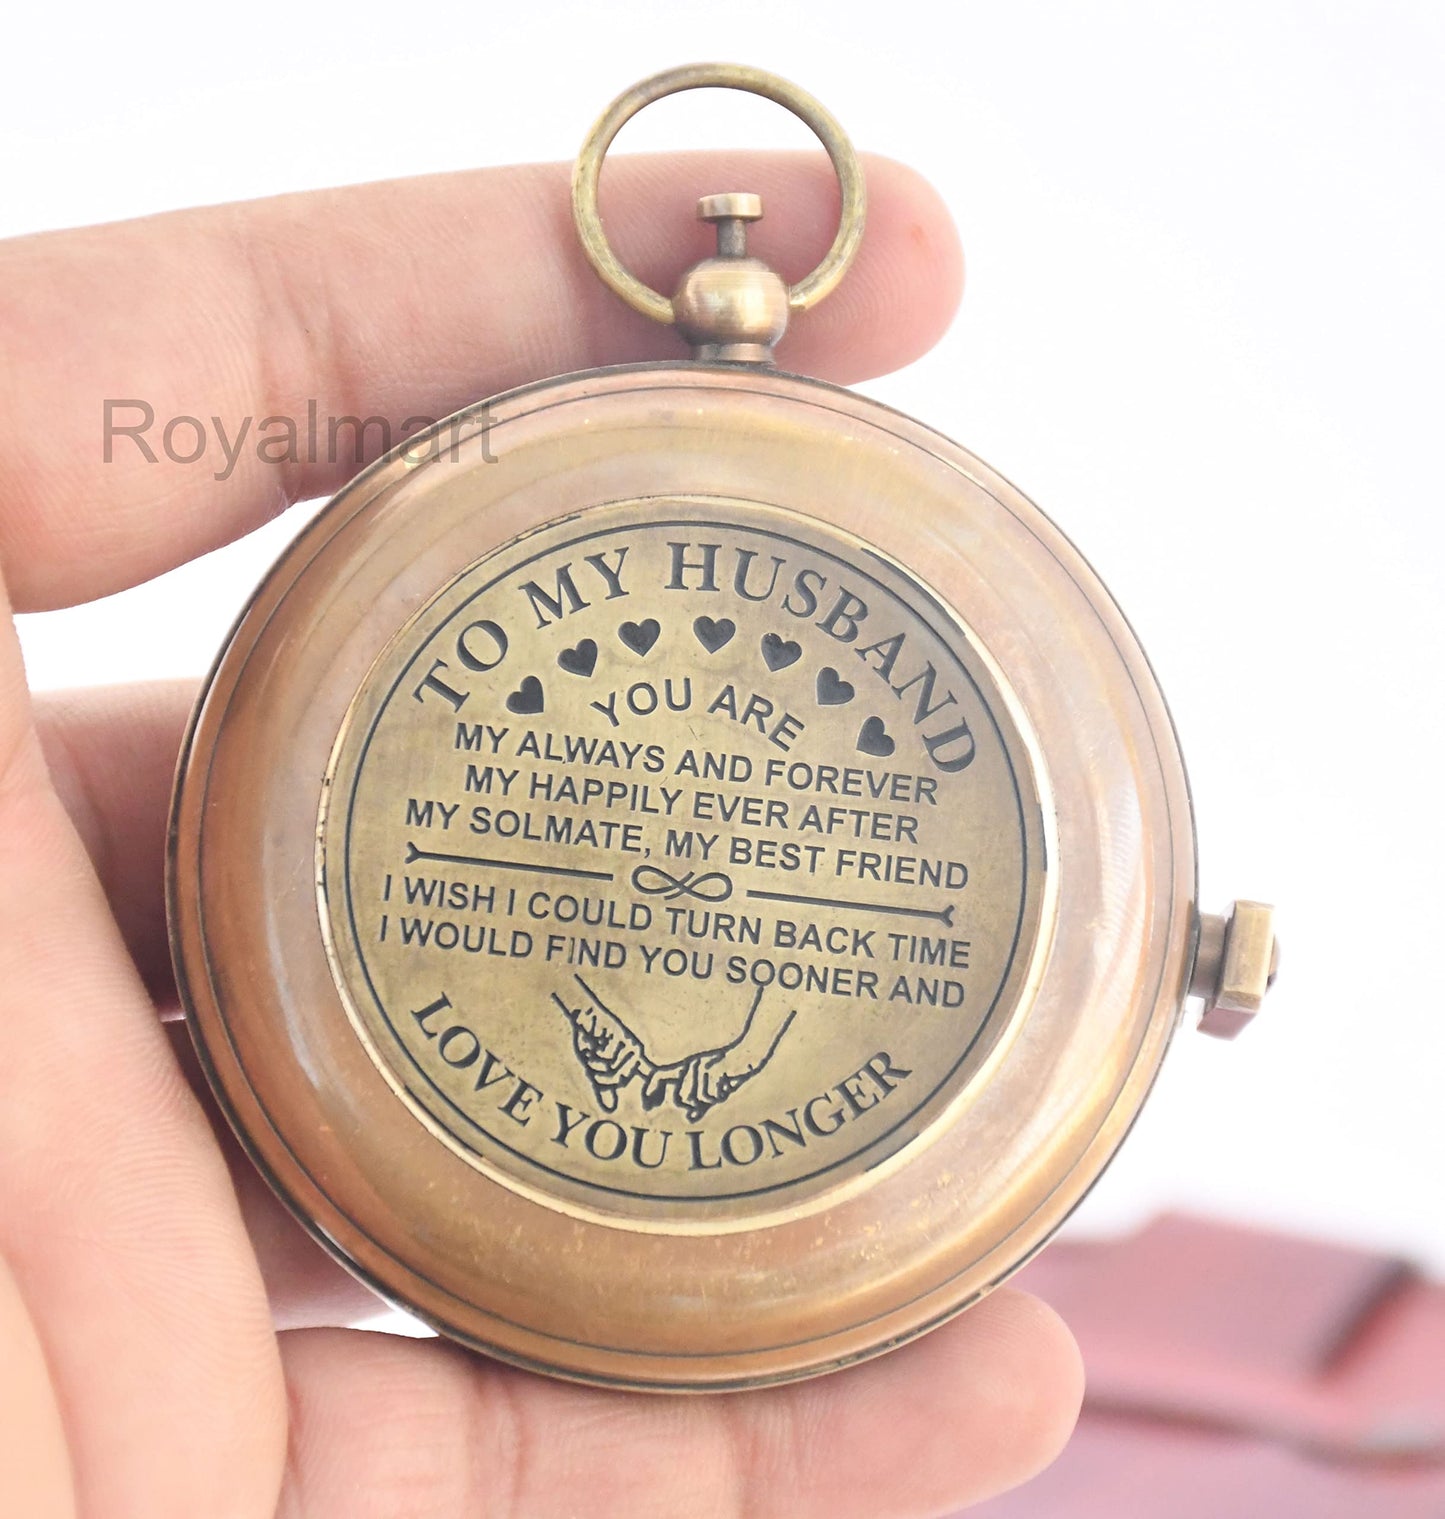 Royalmart
TO MY HUSBAND
YOU ARE
MY ALWAYS AND FOREVER
MY HAPPILY EVER AFTER
MY SOLMATE, MY BEST FRIEND
I WISH I COULD TURN BACK TIME
I WOULD FIND YOU SOONER AND
LOVE YOU LONGER